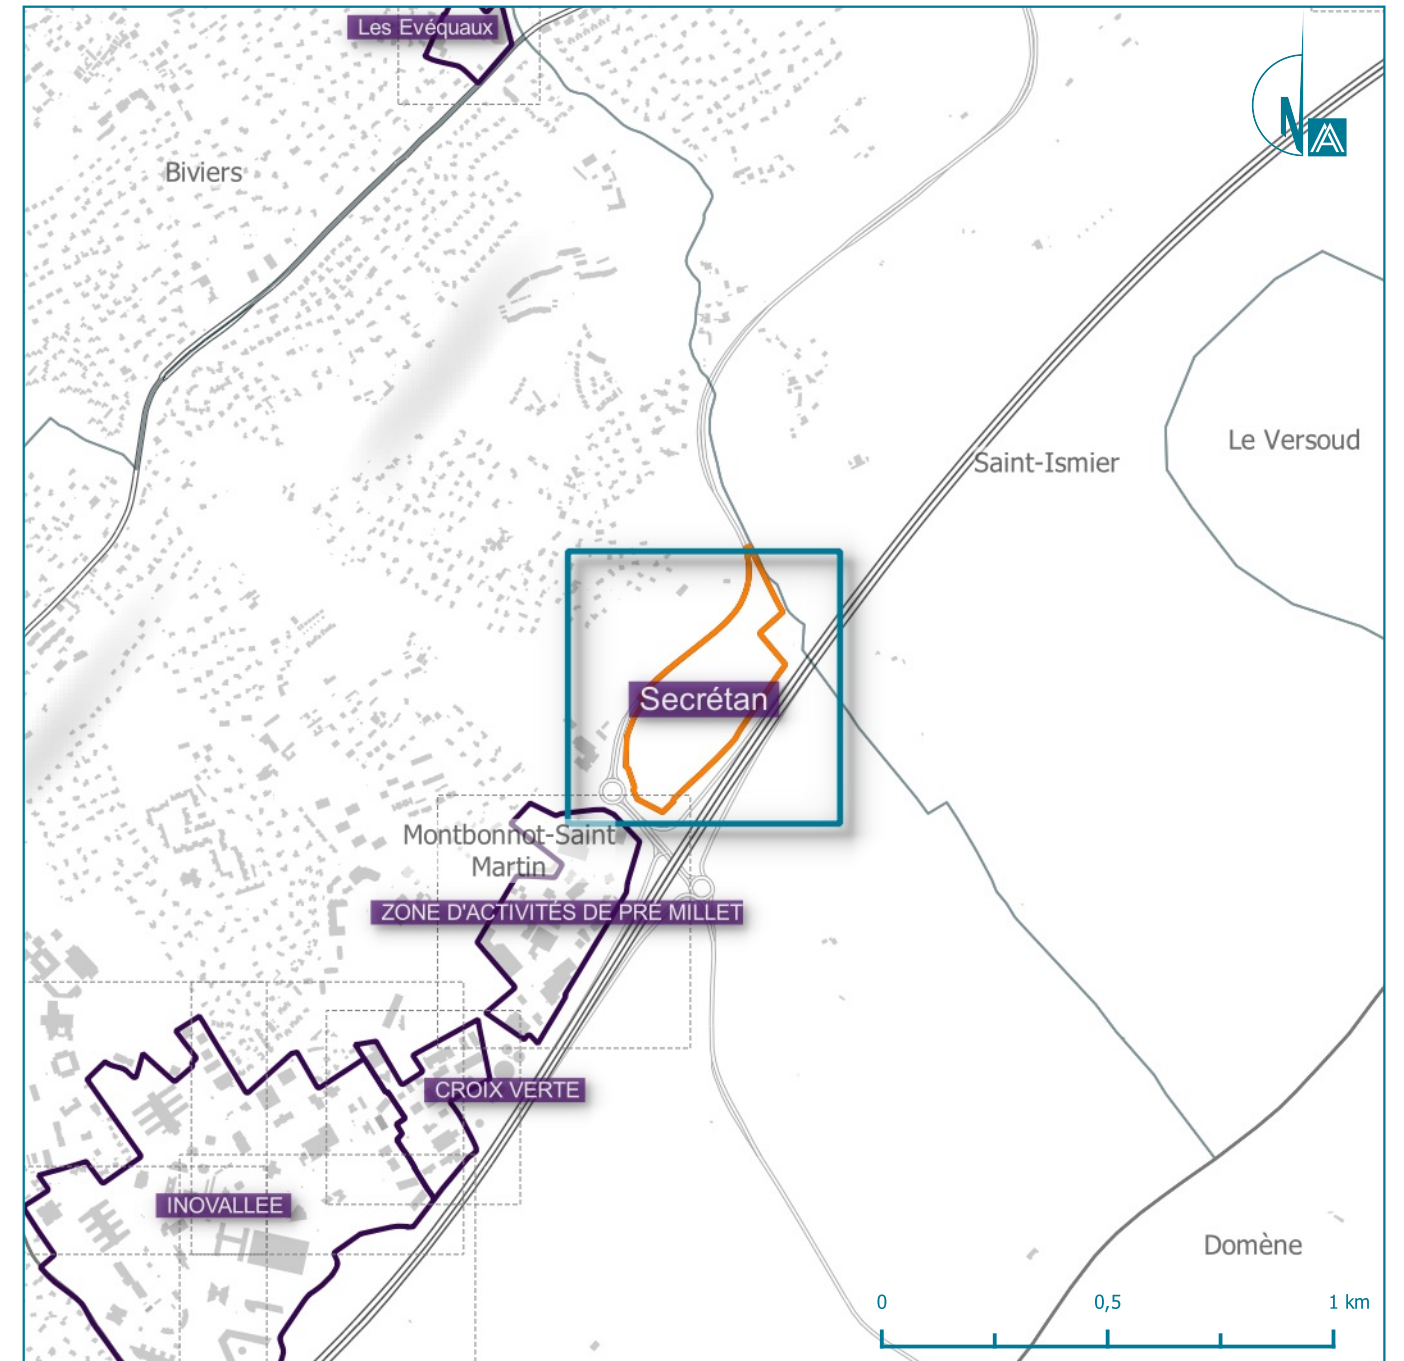 Les Evéquaux
N
Biviers
Le Versoud
Saint-Ismier
Secrétan
Montbonnot-Saint
Martin
ZONE D'ACTIVITÉS DE PRE MILLET
CROIX VERTE
INOVALLEE
Domène
0 0,5 1 km